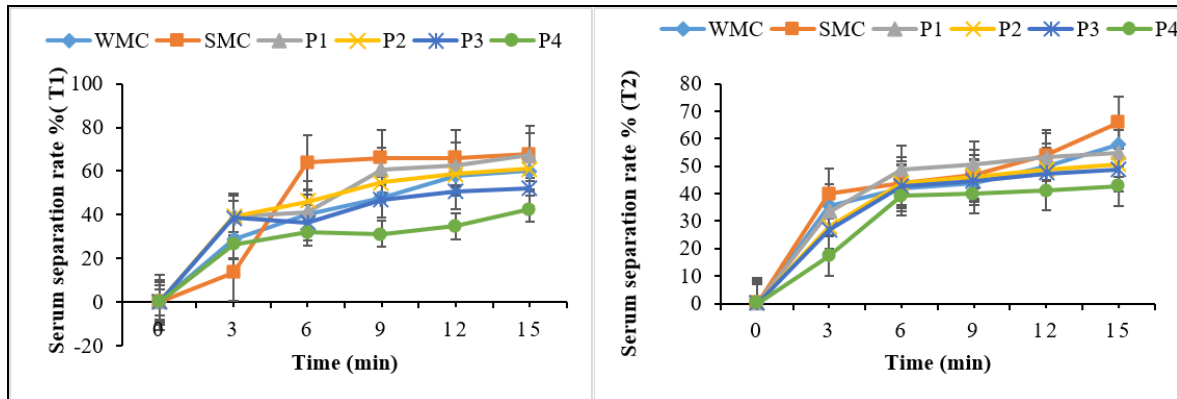 WMC SMC P1 P2 P3 P4
Serum separation rate %( T1)
100
80
60
40
20
0
-20
0 3 6 9 12 15
Time (min)
WMC SMC P1 P2 P3 P4
Serum separation rate % (T2)
80
70
60
50
40
30
20
10
0
0 3 6 9 12 15
Time (min)